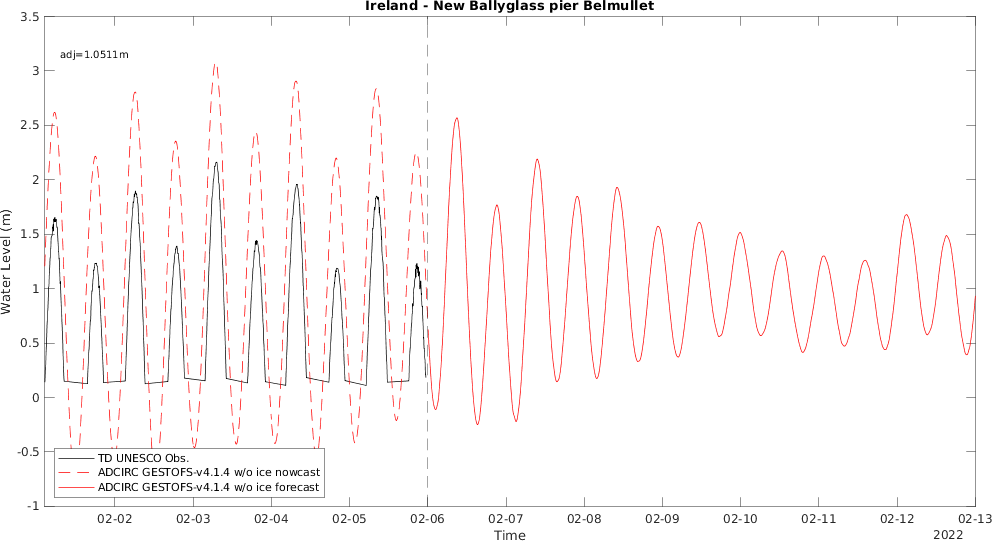 Ireland - New Ballyglass pier Belmullet
3.5
3
2.5
2
1.5
1
0.5
0
-0.5
-1
Water Level (m)
adj=1.0511m
TD UNESCO Obs.
ADCIRC GESTOFS-v4.1.4 w/o ice nowcast
ADCIRC GESTOFS-v4.1.4 w/o ice forecast
02-02 02-03 02-04 02-05 02-06 02-07 02-08 02-09 02-10 02-11 02-12 02-13
Time
2022